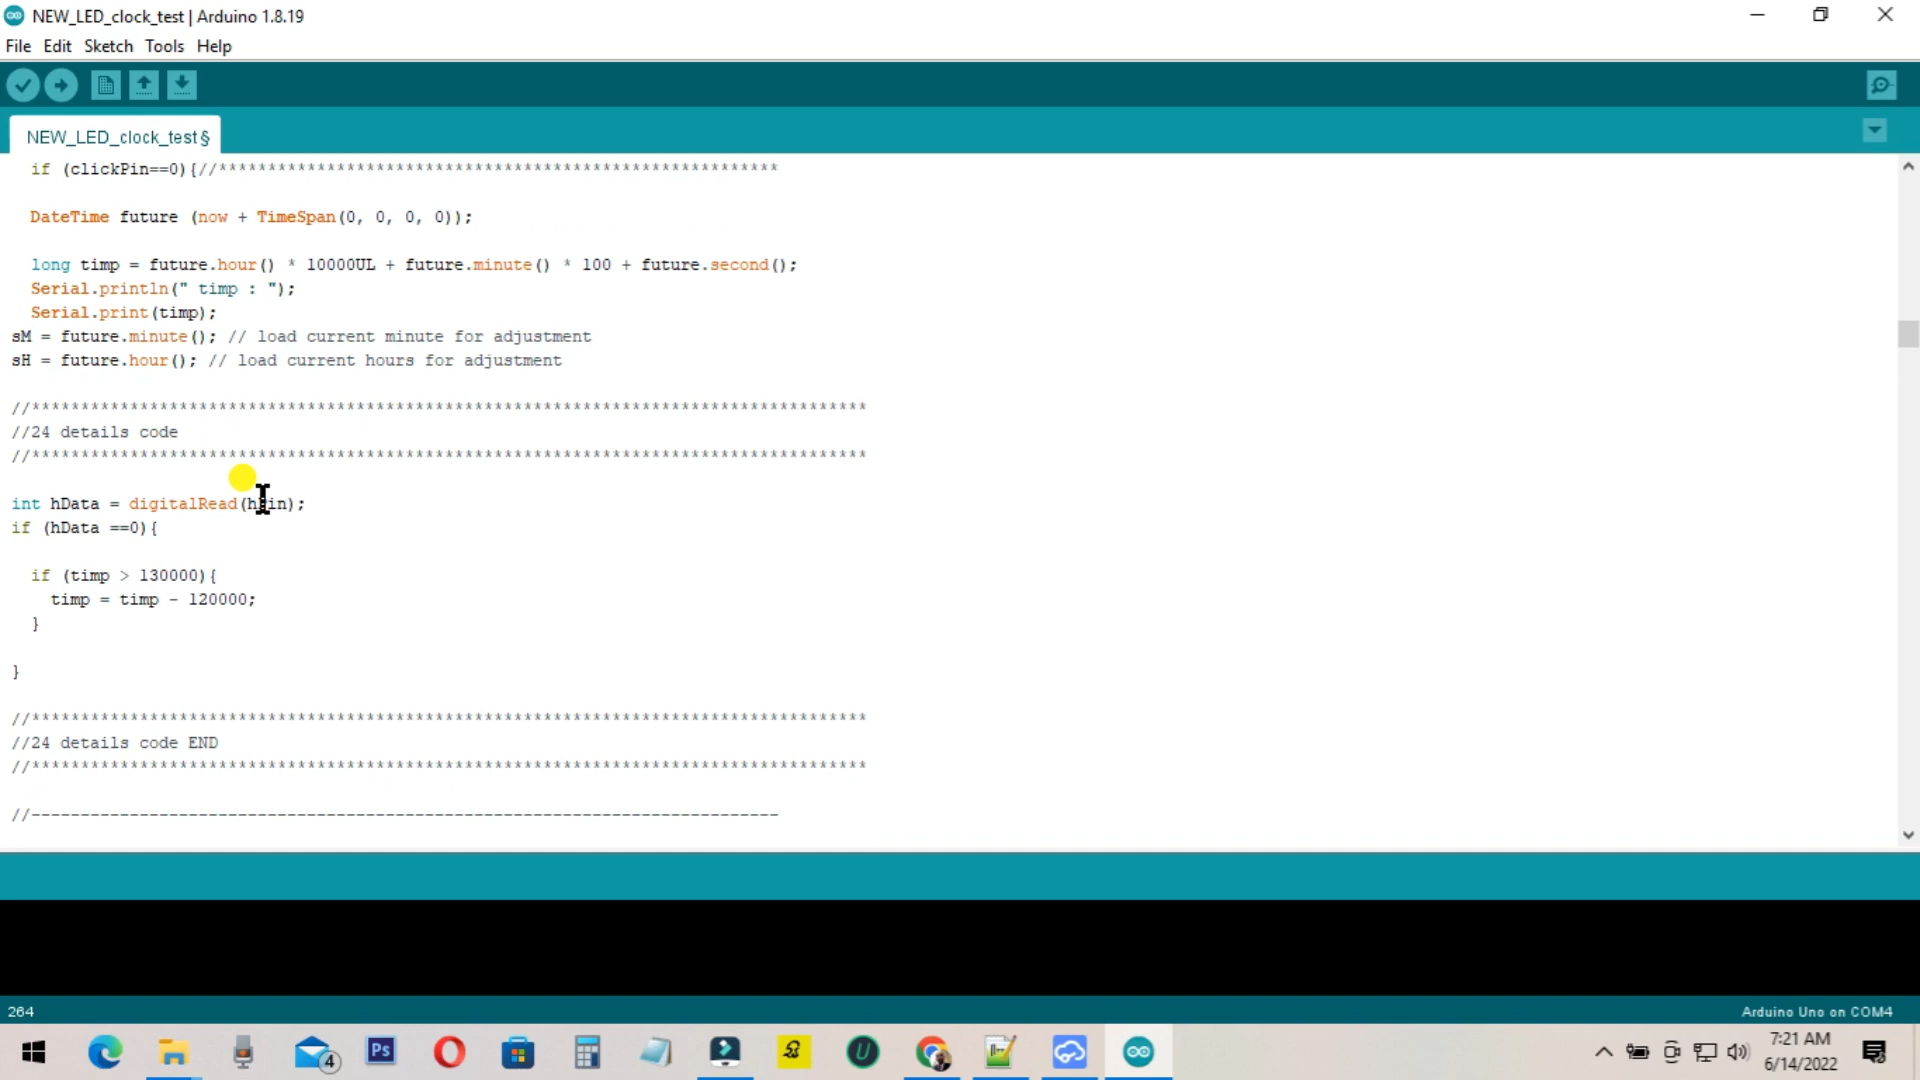 NEW_LED_clock_test | Arduino 1.8.19
File Edit Sketch Tools Help
NEW_LED_clock_test §
if (clickPin==0){//*********************************************************
DateTime future (now + TimeSpan(0, 0, 0, 0));
long timp = future.hour() * 10000UL + future.minute() * 100 + future.second();
Serial.println(" timp : ");
Serial.print(timp);
sM = future.minute(); // load current minute for adjustment
sH = future.hour(); // load current hours for adjustment
//*************************************************************************************
//24 details code
//*************************************************************************************
int hData = digitalRead(hPin);
if (hData ==0){
if (timp > 130000){
timp = timp - 120000;
}
}
//*************************************************************************************
//24 details code END
//*************************************************************************************
//----------------------------------------------------------------------------
264
Arduino Uno on COM4
4
Ps
7:21 AM
6/14/2022